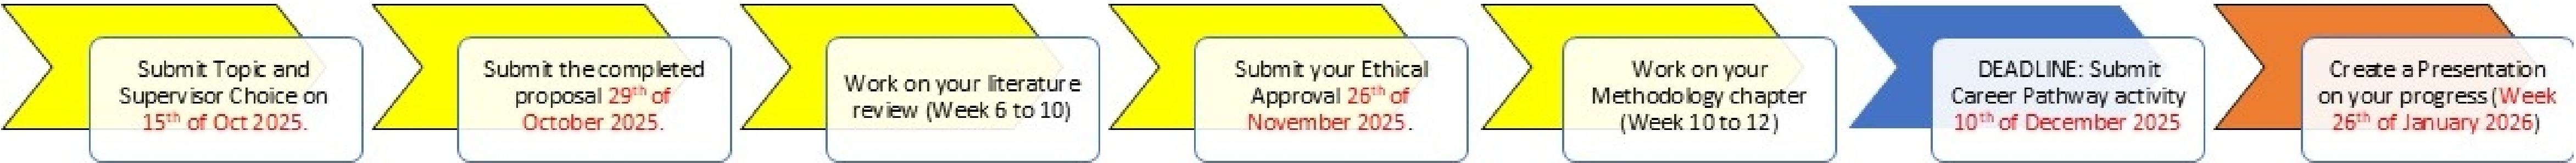 Submit Topic and
Supervisor Choice on
15th of Oct 2025.
Submit the completed
proposal 29th of
October 2025.
Work on your literature
review (Week 6 to 10)
Submit your Ethical
Approval 26th of
November 2025.
Work on your
Methodology chapter
(Week 10 to 12)
DEADLINE: Submit
Career Pathway activity
10th of December 2025
Create a Presentation
on your progress (Week
26th of January 2026)